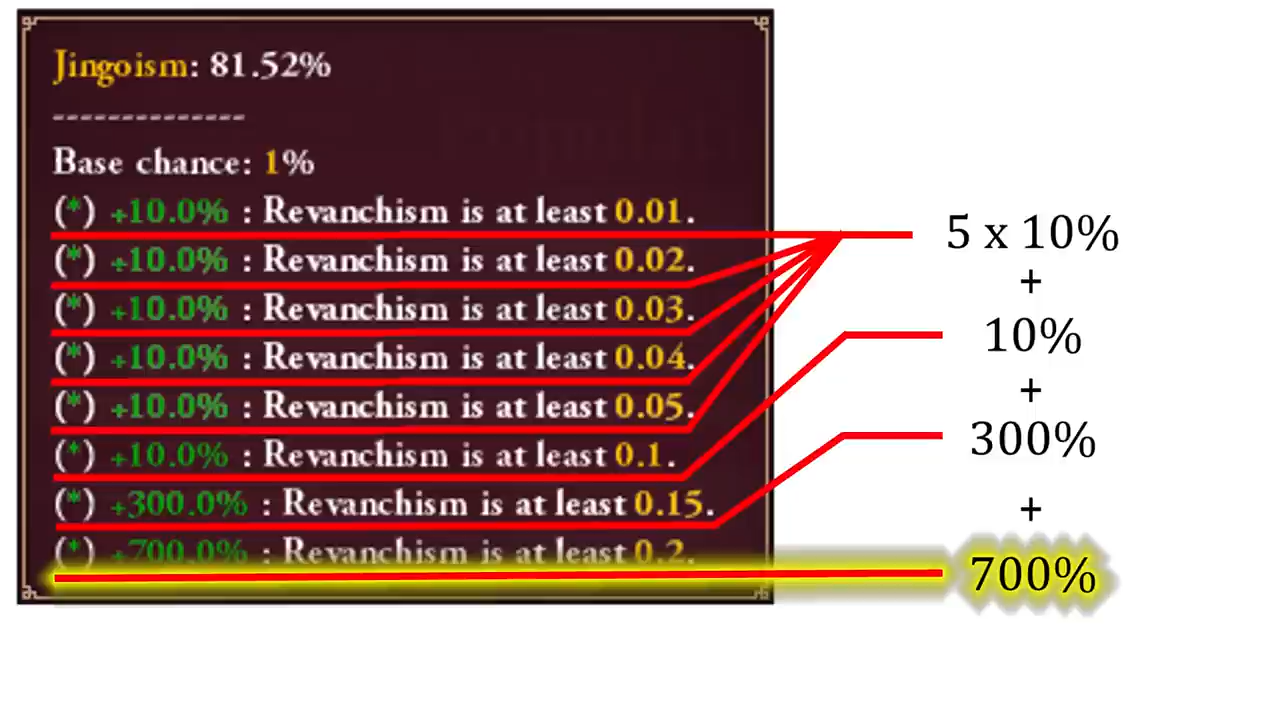 Jingoism: 81.52%
--------------
Base chance: 1%
(*) +10.0% : Revanchism is at least 0.01.
(*) +10.0% : Revanchism is at least 0.02.
(*) +10.0% : Revanchism is at least 0.03.
(*) +10.0% : Revanchism is at least 0.04.
(*) +10.0% : Revanchism is at least 0.05.
(*) +10.0% : Revanchism is at least 0.1.
(*) +300.0% : Revanchism is at least 0.15.
(*) +700.0% : Revanchism is at least 0.2.
5 x 10%
+
10%
+
300%
+
700%